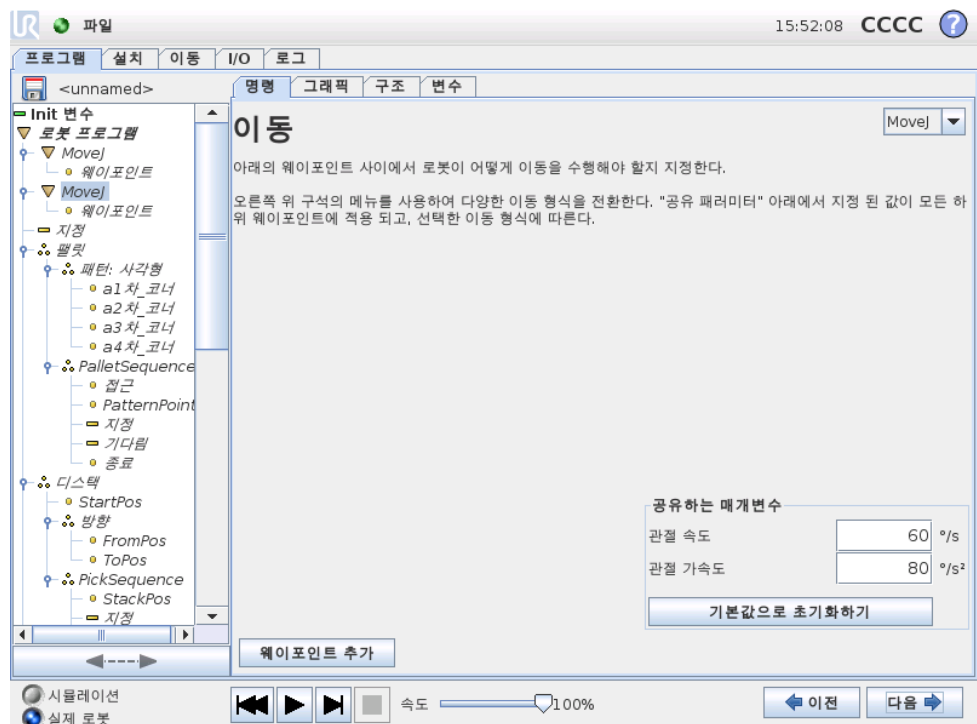 파일
15:52:08 CCCC ?
프로그램 설치 이동 I/O 로그
<unnamed>
명령 그래픽 구조 변수
Init 변수
로봇 프로그램
MoveJ
웨이포인트
MoveJ
웨이포인트
지정
팰릿
패턴: 사각형
a1차_코너
a2차_코너
a3차_코너
a4차_코너
PalletSequence
접근
PatternPoint
지정
기다림
종료
디스택
StartPos
방향
FromPos
ToPos
PickSequence
StackPos
지정
이동
MoveJ
아래의 웨이포인트 사이에서 로봇이 어떻게 이동을 수행해야 할지 지정한다.
오른쪽 위 구석의 메뉴를 사용하여 다양한 이동 형식을 전환한다. "공유 패러미터" 아래에서 지정 된 값이 모든 하
위 웨이포인트에 적용 되고, 선택한 이동 형식에 따른다.
공유하는 매개변수
관절 속도 60 °/s
관절 가속도 80 °/s²
기본값으로 초기화하기
웨이포인트 추가
시뮬레이션
실제 로봇
속도 100%
이전 다음